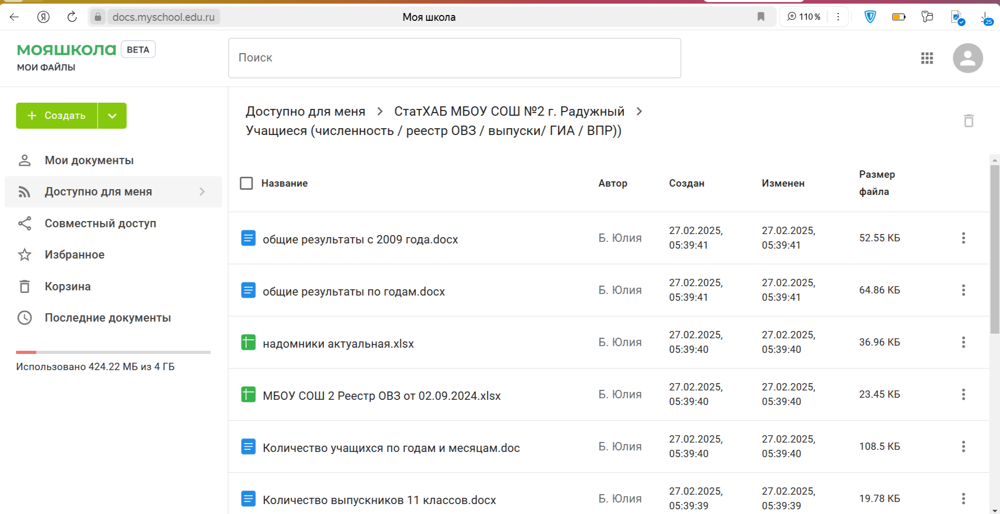 docs.myschool.edu.ru
Моя школа
110 %
25
МОЯШКОЛА BETA
МОИ ФАЙЛЫ
Поиск
+ Создать
Мои документы
Доступно для меня
Совместный доступ
Избранное
Корзина
Последние документы
Использовано 424.22 МБ из 4 ГБ
Доступно для меня > СтатХАБ МБОУ СОШ №2 г. Радужный >
Учащиеся (численность / реестр ОВЗ / выпуски/ ГИА / ВПР))
Название Автор Создан Изменен Размер файла
общие результаты с 2009 года.docx Б. Юлия 27.02.2025, 05:39:41 27.02.2025, 05:39:41 52.55 КБ
общие результаты по годам.docx Б. Юлия 27.02.2025, 05:39:41 27.02.2025, 05:39:41 64.86 КБ
надомники актуальная.xlsx Б. Юлия 27.02.2025, 05:39:40 27.02.2025, 05:39:40 36.96 КБ
МБОУ СОШ 2 Реестр ОВЗ от 02.09.2024.xlsx Б. Юлия 27.02.2025, 05:39:40 27.02.2025, 05:39:40 23.45 КБ
Количество учащихся по годам и месяцам.doc Б. Юлия 27.02.2025, 05:39:40 27.02.2025, 05:39:40 108.5 КБ
Количество выпускников 11 классов.docx Б. Юлия 27.02.2025, 05:39:39 27.02.2025, 05:39:39 19.78 КБ